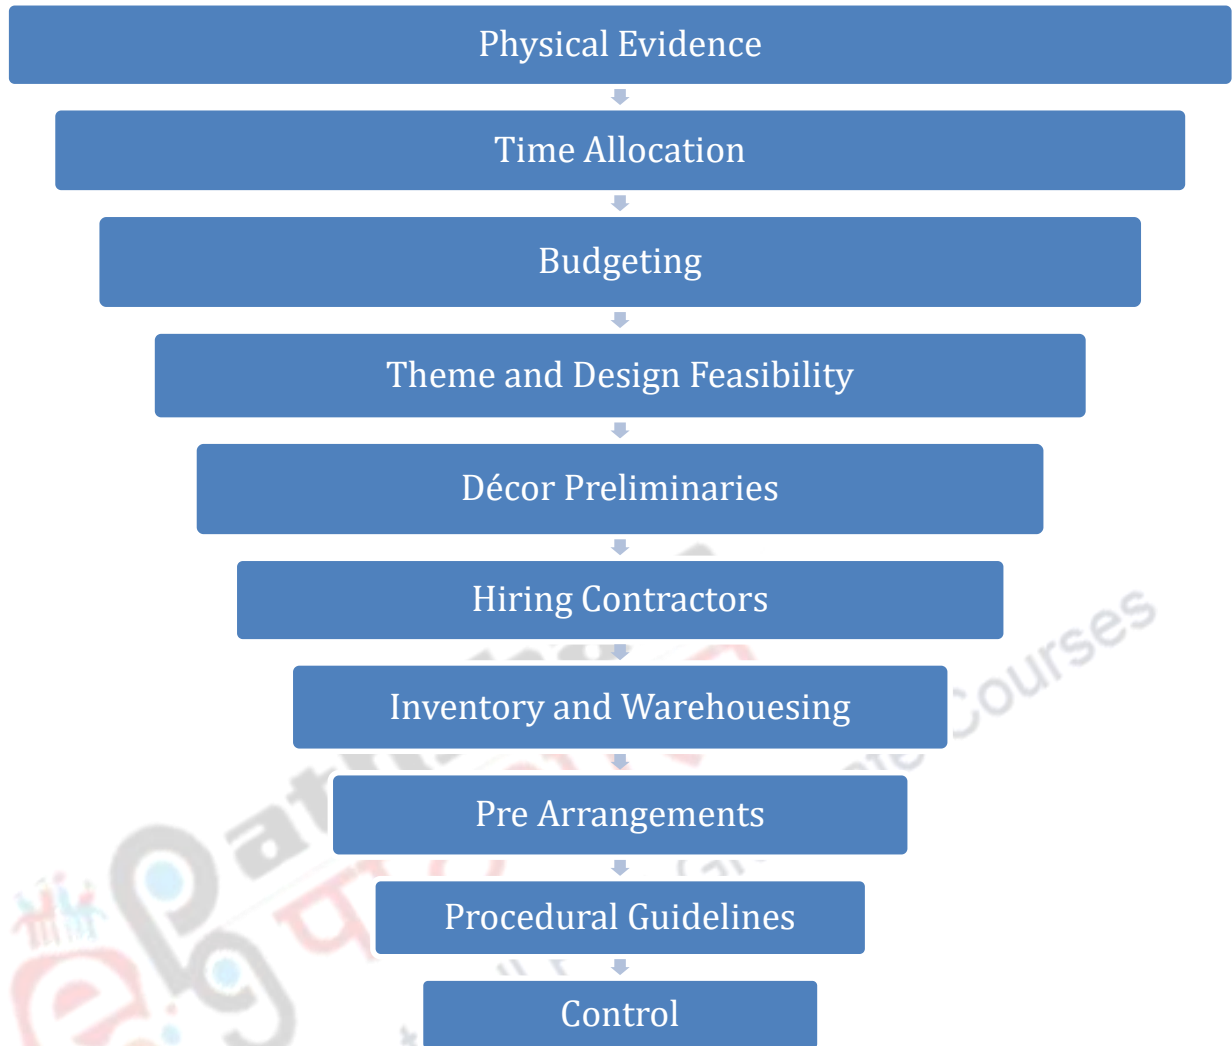 Physical Evidence
Time Allocation
Budgeting
Theme and Design Feasibility
Décor Preliminaries
Hiring Contractors
Inventory and Warehouesing
Pre Arrangements
Procedural Guidelines
Control
Courses